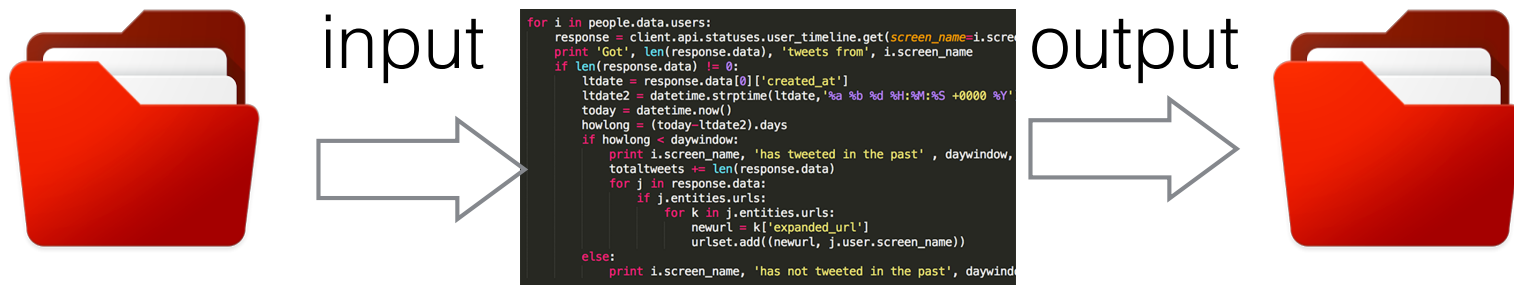 input
for i in people.data.users:
response = client.api.statuses.user_timeline.get(screen_name=i.scre
print 'Got', len(response.data), 'tweets from', i.screen_name
if len(response.data) != 0:
ltdate = response.data[0]['created_at']
ltdate2 = datetime.strptime(ltdate,'%a %b %d %H:%M:%S +0000 %Y'
today = datetime.now()
howlong = (today-ltdate2).days
if howlong < daywindow:
print i.screen_name, 'has tweeted in the past' , daywindow,
totaltweets += len(response.data)
for j in response.data:
if j.entities.urls:
for k in j.entities.urls:
newurl = k['expanded_url']
urlset.add((newurl, j.user.screen_name))
else:
print i.screen_name, 'has not tweeted in the past', daywind
output